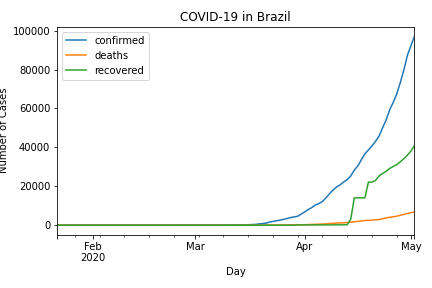 COVID-19 in Brazil
confirmed
deaths
recovered
100000
80000
60000
40000
20000
0
Number of Cases
Feb
2020
Mar
Apr
May
Day